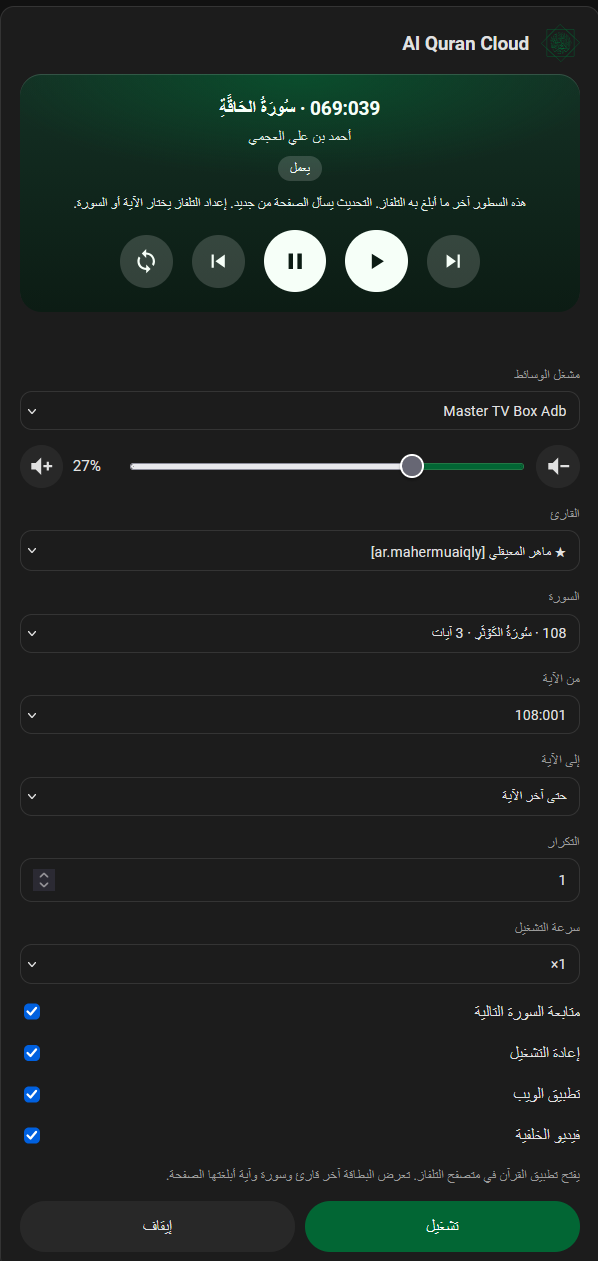 Al Quran Cloud
069:039 · سُورَةُ الحَاقَّةِ
أحمد بن علي العجمي
يعمل
هذه السطور آخر ما أبلغ به التلفاز. التحديث يسأل الصفحة من جديد. إعداد التلفاز يختار الآية أو السورة.
مشغل الوسائط
Master TV Box Adb
27%
القارئ
★ ماهر المعيقلي [ar.mahermuaiqly]
السورة
108 · سُورَةُ الكَوۡثَرِ · 3 آيات
من الآية
108:001
إلى الآية
حتى آخر الآية
التكرار
1
سرعة التشغيل
×1
متابعة السورة التالية
إعادة التشغيل
تطبيق الويب
فيديو الخلفية
يفتح تطبيق القرآن في متصفح التلفاز. تعرض البطاقة آخر قارئ وسورة وآية أبلغتها الصفحة.
تشغيل
إيقاف